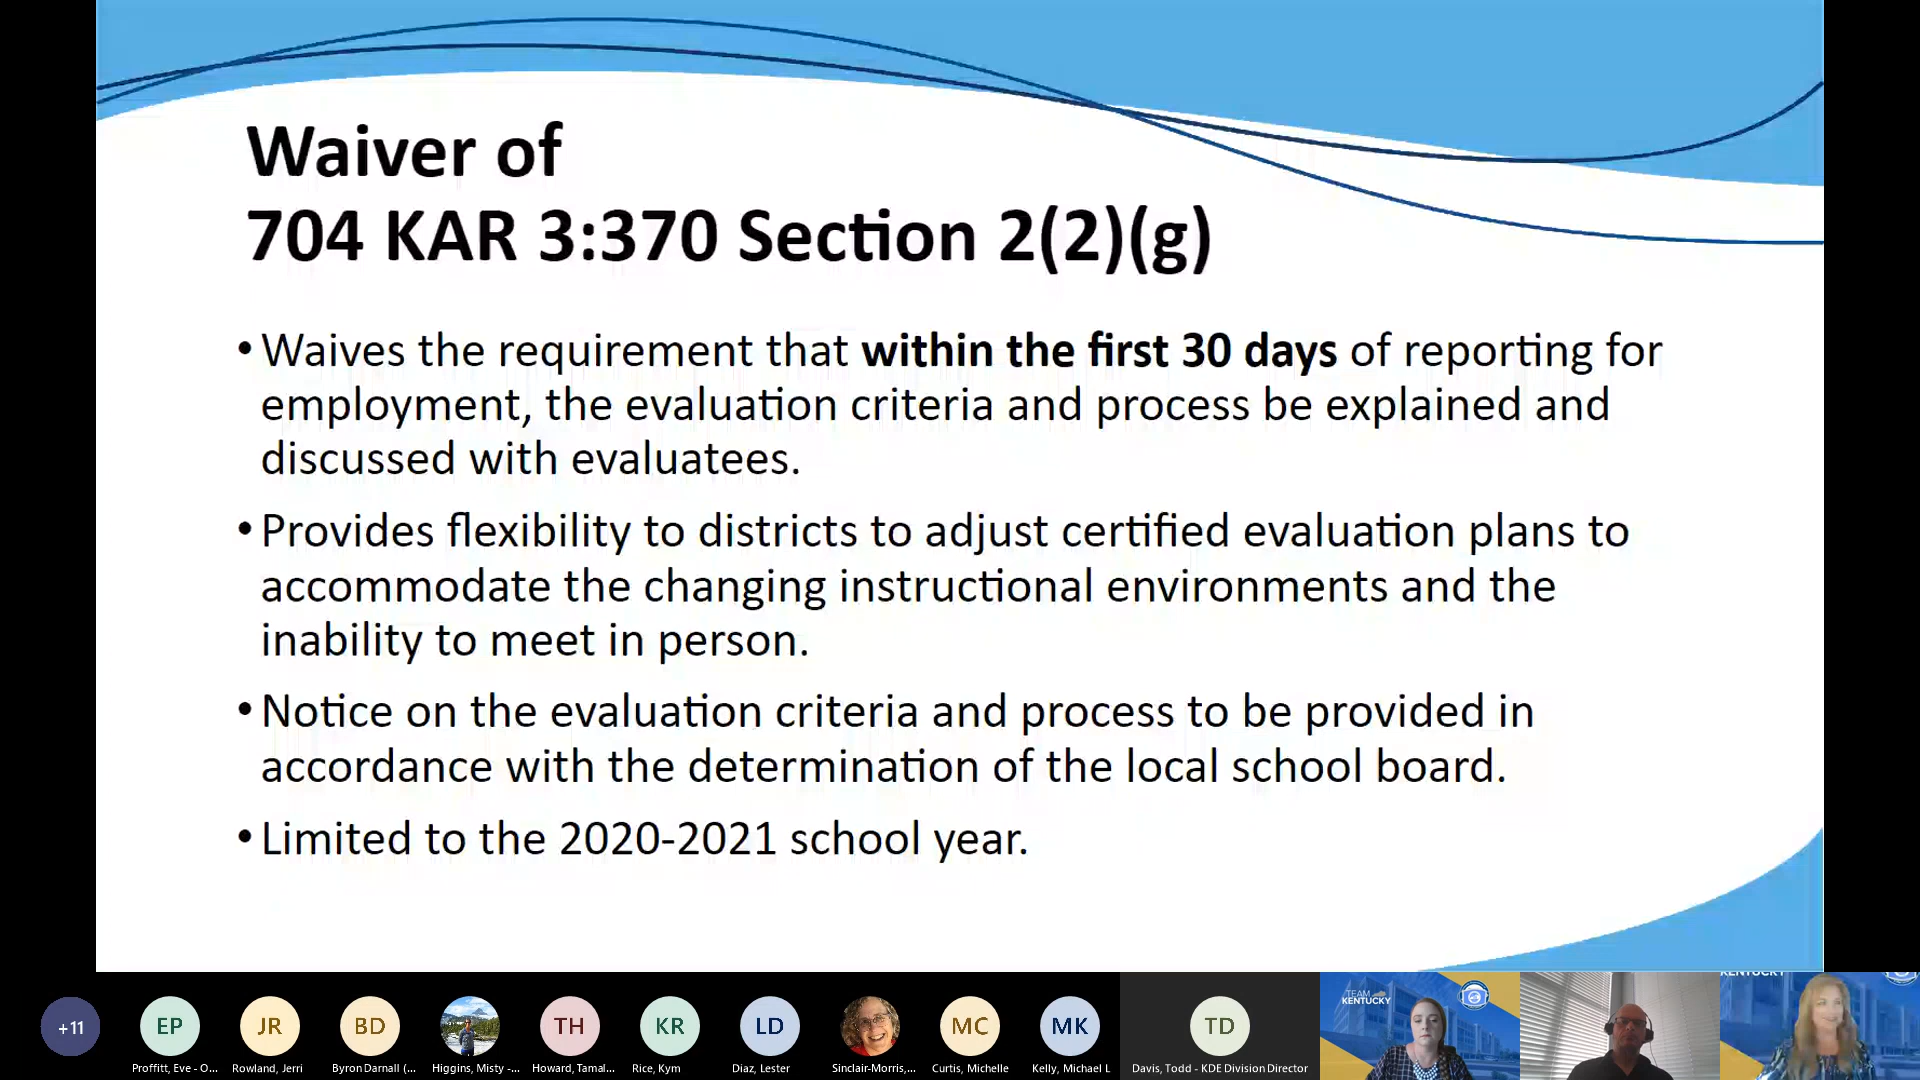 Waiver of
704 KAR 3:370 Section 2(2)(g)
• Waives the requirement that within the first 30 days of reporting for
employment, the evaluation criteria and process be explained and
discussed with evaluatees.
• Provides flexibility to districts to adjust certified evaluation plans to
accommodate the changing instructional environments and the
inability to meet in person.
• Notice on the evaluation criteria and process to be provided in
accordance with the determination of the local school board.
• Limited to the 2020-2021 school year.
+11
EP
JR
BD
TH
KR
LD
MC
MK
TD
TEAM
KENTUCKY
KENTUCKY
Proffitt, Eve - O...
Rowland, Jerri
Byron Darnall (...
Higgins, Misty -...
Howard, Tamal...
Rice, Kym
Diaz, Lester
Sinclair-Morris,...
Curtis, Michelle
Kelly, Michael L
Davis, Todd - KDE Division Director